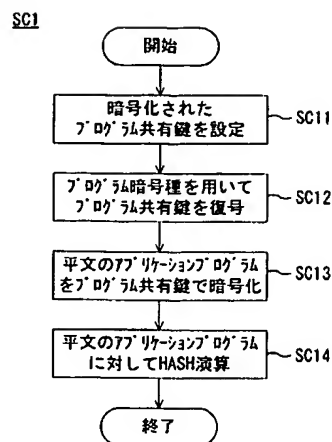 SC1
開始
暗号化された
プログラム共有鍵を設定
SC11
プログラム暗号種を用いて
プログラム共有鍵を復号
SC12
平文のアプリケーションプログラム
をプログラム共有鍵で暗号化
SC13
平文のアプリケーションプログラム
に対してHASH演算
SC14
終了